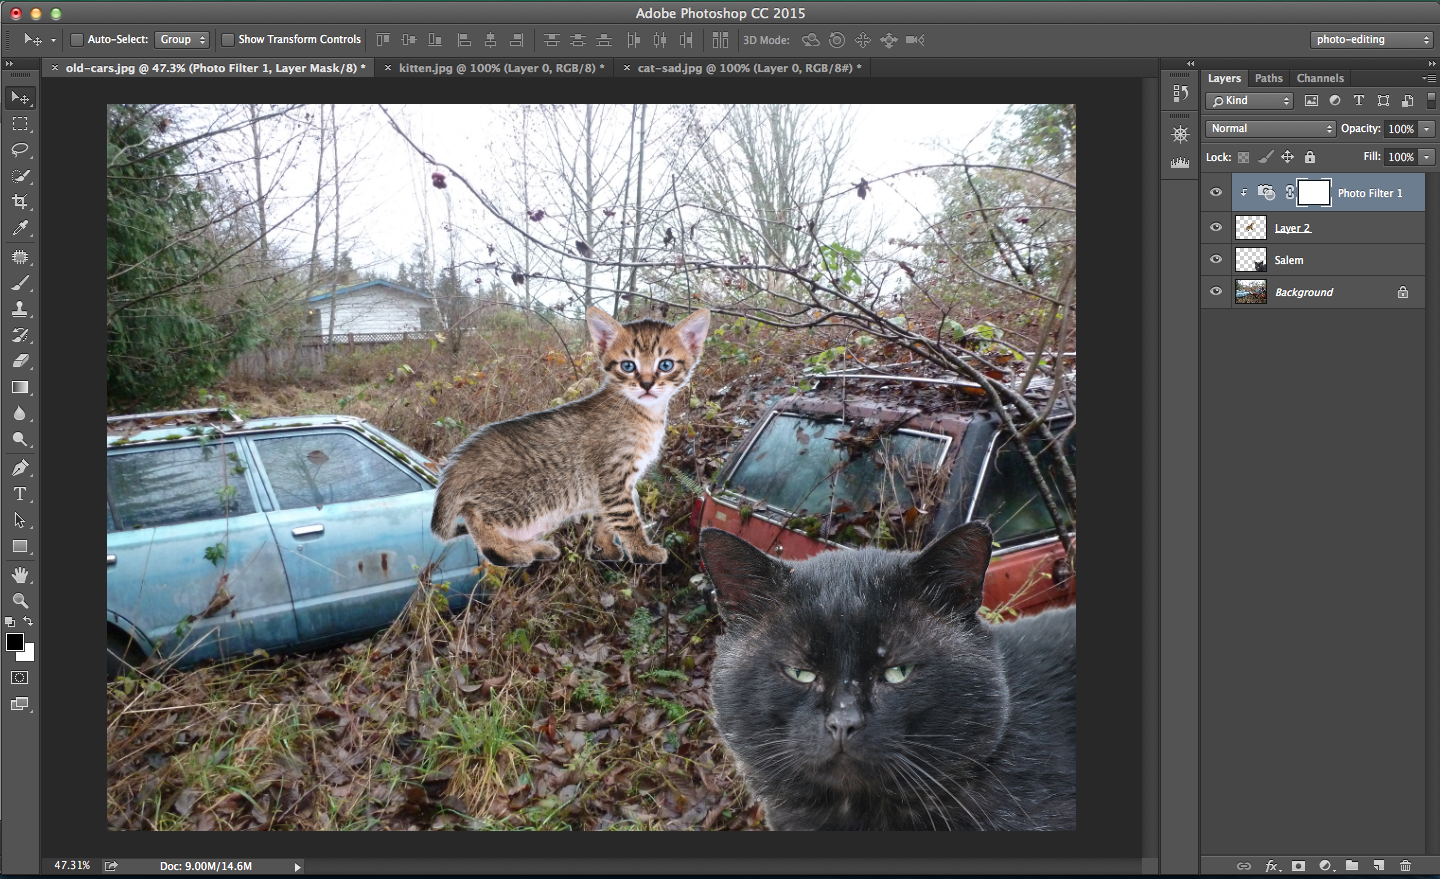 Adobe Photoshop CC 2015
Auto-Select: Group Show Transform Controls 3D Mode: photo-editing
old-cars.jpg @ 47.3% (Photo Filter 1, Layer Mask/8) * kitten.jpg @ 100% (Layer 0, RGB/8) * cat-sad.jpg @ 100% (Layer 0, RGB/8#) *
Layers Paths Channels
Kind
Normal Opacity: 100%
Lock: Fill: 100%
Photo Filter 1
Layer 2
Salem
Background
47.31% Doc: 9.00M/14.6M